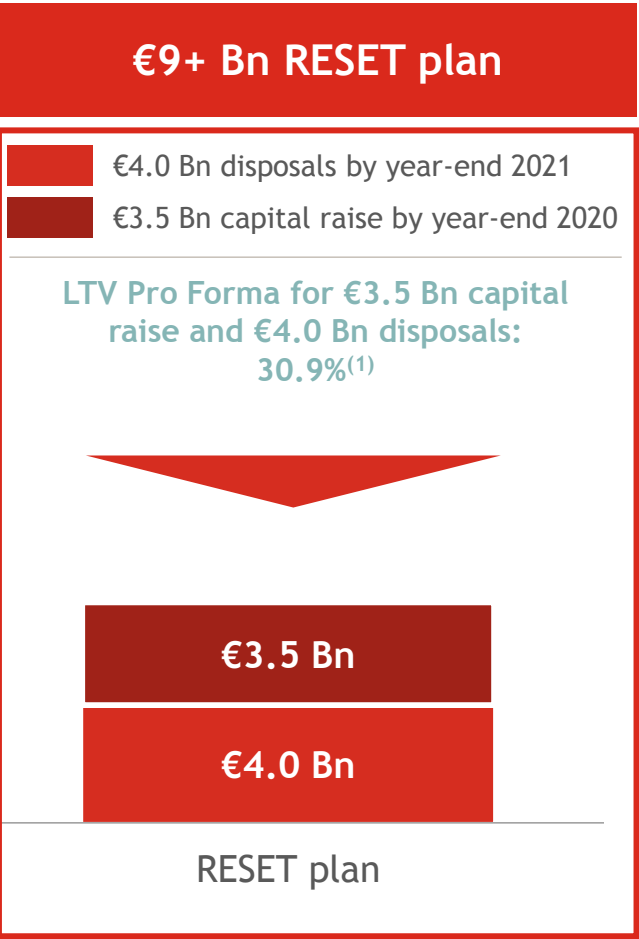 €9+ Bn RESET plan
€4.0 Bn disposals by year-end 2021
€3.5 Bn capital raise by year-end 2020
LTV Pro Forma for €3.5 Bn capital
raise and €4.0 Bn disposals:
30.9%(1)
€3.5 Bn
€4.0 Bn
RESET plan